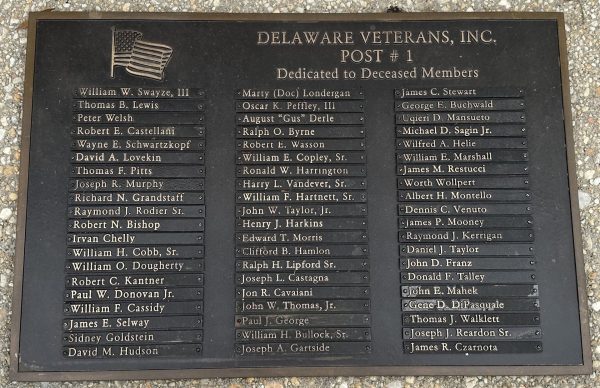 DELAWARE VETERANS, INC.
POST # 1
Dedicated to Deceased Members
William W. Swayze, III
Thomas B. Lewis
Peter Welsh
Robert E. Castellani
Wayne E. Schwartzkopf
David A. Lovekin
Thomas F. Pitts
Joseph R. Murphy
Richard N. Grandstaff
Raymond J. Rodier Sr.
Robert N. Bishop
Irvan Chelly
William H. Cobb, Sr.
William O. Dougherty
Robert C. Kantner
Paul W. Donovan Jr.
William F. Cassidy
James E. Selway
Sidney Goldstein
David M. Hudson
Marty (Doc) Londergan
Oscar K. Peffley, III
August "Gus" Derle
Ralph O. Byrne
Robert E. Wasson
William E. Copley, Sr.
Ronald W. Harrington
Harry L. Vandever, Sr.
William F. Hartnett, Sr.
John W. Taylor, Jr.
Henry J. Harkins
Edward T. Morris
Clifford B. Hamlon
Ralph H. Lipford Sr.
Joseph L. Castagna
Jon R. Cavaiani
John W. Thomas, Jr.
Paul J. George
William H. Bullock, Sr.
Joseph A. Gartside
James C. Stewart
George E. Buchwald
Ugieri D. Mansueto
Michael D. Sagin Jr.
Wilfred A. Helie
William E. Marshall
James M. Restucci
Worth Wollpert
Albert H. Montello
Dennis C. Venuto
James P. Mooney
Raymond J. Kerrigan
Daniel J. Taylor
John D. Franz
Donald F. Talley
John E. Mahek
Gene D. DiPasquale
Thomas J. Walklett
Joseph J. Reardon Sr.
James R. Czarnota